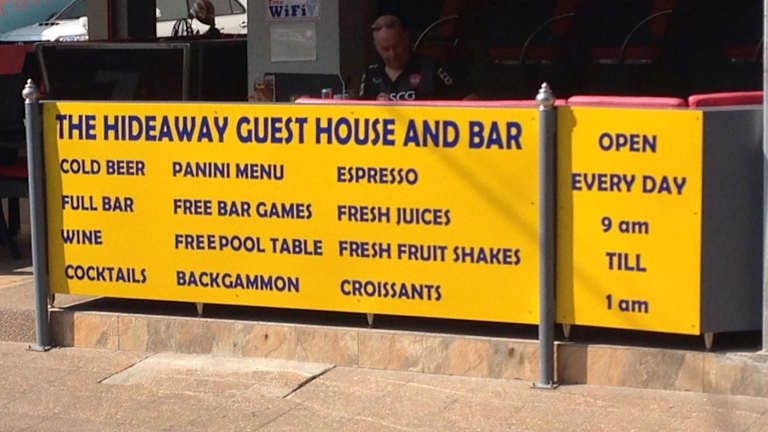 WiFi
SCG
THE HIDEAWAY GUEST HOUSE AND BAR
COLD BEER PANINI MENU ESPRESSO
FULL BAR FREE BAR GAMES FRESH JUICES
WINE FREE POOL TABLE FRESH FRUIT SHAKES
COCKTAILS BACKGAMMON CROISSANTS
OPEN
EVERY DAY
9 am
TILL
1 am